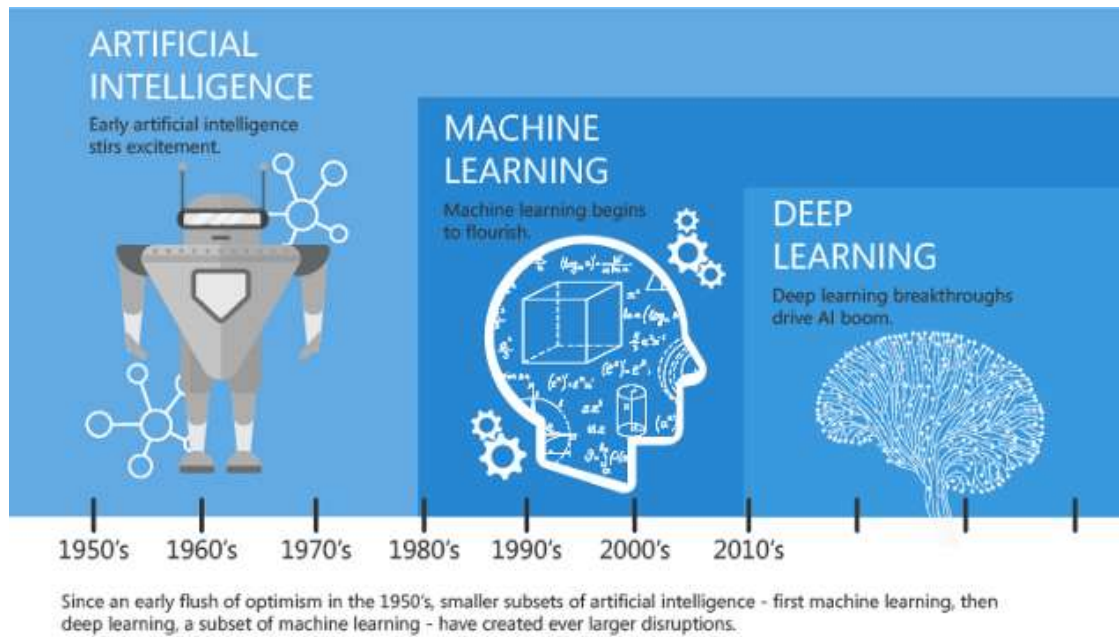 ARTIFICIAL
INTELLIGENCE
Early artificial intelligence
stirs excitement.
MACHINE
LEARNING
Machine learning begins
to flourish.
DEEP
LEARNING
Deep learning breakthroughs
drive AI boom.
1950's 1960's 1970's 1980's 1990's 2000's 2010's
Since an early flush of optimism in the 1950's, smaller subsets of artificial intelligence - first machine learning, then
deep learning, a subset of machine learning - have created ever larger disruptions.